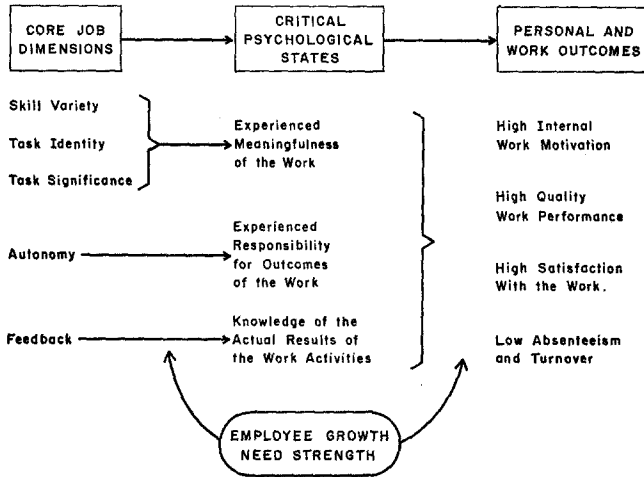 CORE JOB
DIMENSIONS
CRITICAL
PSYCHOLOGICAL
STATES
PERSONAL AND
WORK OUTCOMES
Skill Variety
Task Identity
Task Significance
Experienced
Meaningfulness
of the Work
High Internal
Work Motivation
High Quality
Work Performance
Autonomy
Experienced
Responsibility
for Outcomes
of the Work
High Satisfaction
With the Work.
Feedback
Knowledge of the
Actual Results of
the Work Activities
Low Absenteeism
and Turnover
EMPLOYEE GROWTH
NEED STRENGTH